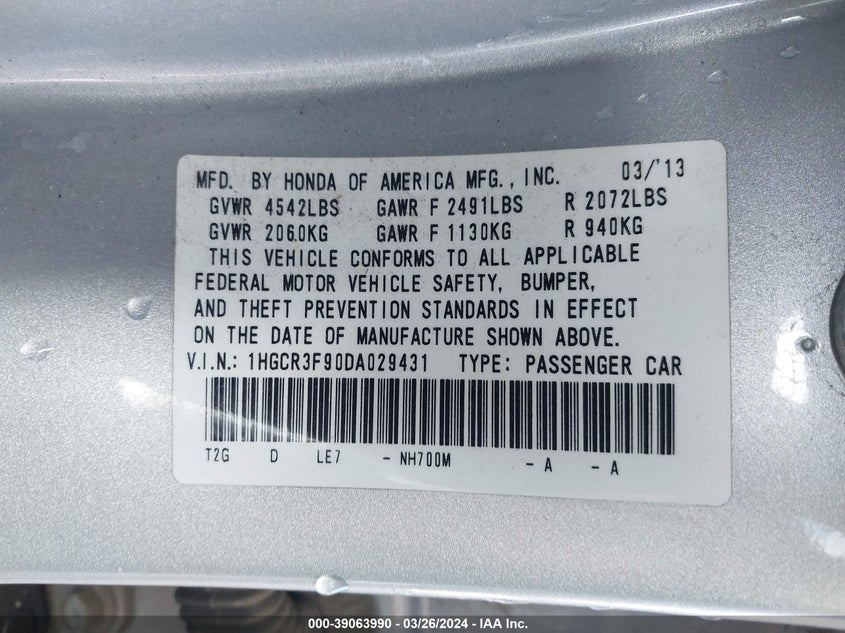 MFD. BY HONDA OF AMERICA MFG., INC. 03/'13
GVWR 4542LBS GAWR F 2491LBS R 2072LBS
GVWR 2060KG GAWR F 1130KG R 940KG
THIS VEHICLE CONFORMS TO ALL APPLICABLE
FEDERAL MOTOR VEHICLE SAFETY, BUMPER,
AND THEFT PREVENTION STANDARDS IN EFFECT
ON THE DATE OF MANUFACTURE SHOWN ABOVE.
V.I.N.: 1HGCR3F90DA029431 TYPE: PASSENGER CAR
T2G D LE7 - NH700M - A - A
000-39063990 - 03/26/2024 - IAA Inc.